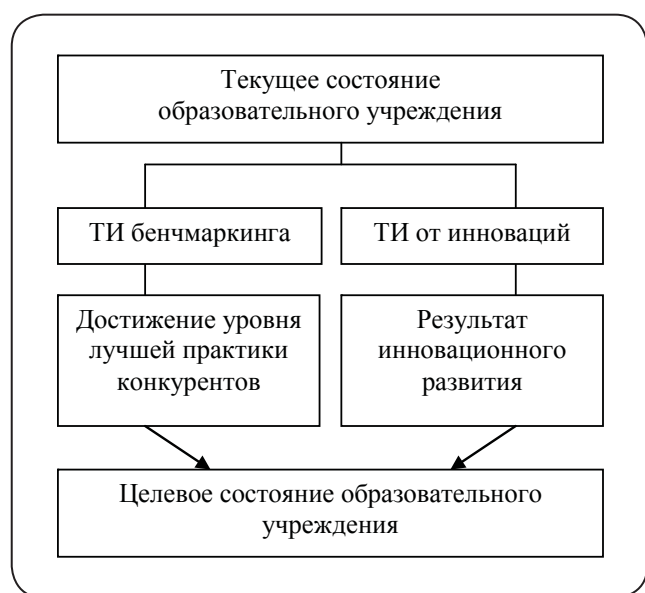 Текущее состояние
образовательного учреждения
ТИ бенчмаркинга
ТИ от инноваций
Достижение уровня
лучшей практики
конкурентов
Результат
инновационного
развития
Целевое состояние образовательного
учреждения